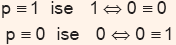 p ≡ 1 ise 1 ⇔ 0 ≡ 0
p ≡ 0 ise 0 ⇔ 0 ≡ 1